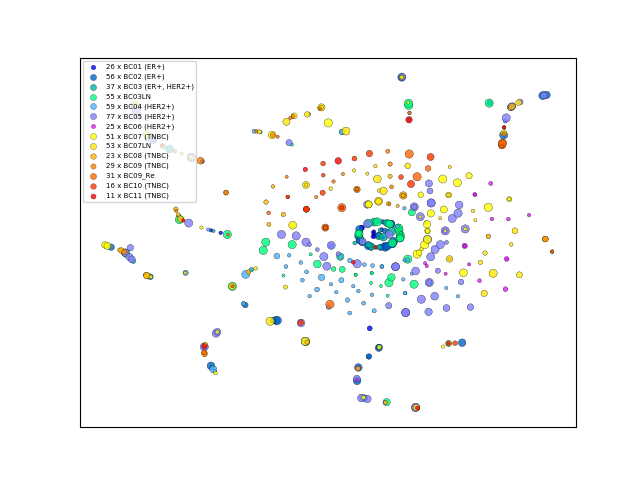 26 x BC01 (ER+)
56 x BC02 (ER+)
37 x BC03 (ER+, HER2+)
55 x BC03LN
59 x BC04 (HER2+)
77 x BC05 (HER2+)
25 x BC06 (HER2+)
51 x BC07 (TNBC)
53 x BC07LN
23 x BC08 (TNBC)
29 x BC09 (TNBC)
31 x BC09_Re
16 x BC10 (TNBC)
11 x BC11 (TNBC)